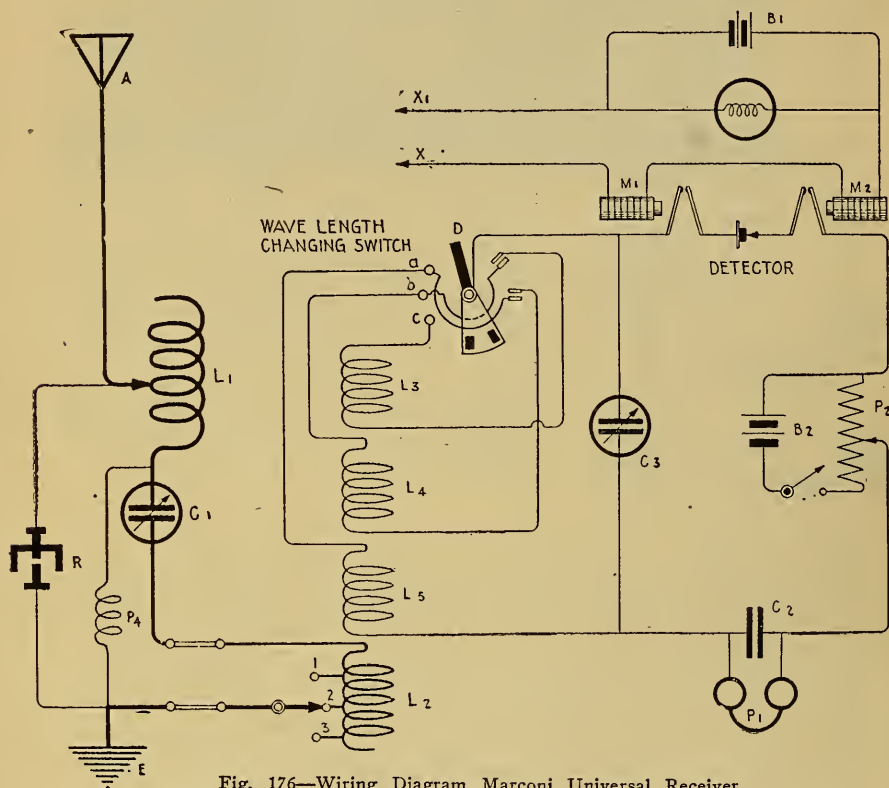 B1
A
X1
X
M1
M2
WAVE LENGTH
CHANGING SWITCH
D
a
b
c
DETECTOR
L1
L3
P2
B2
C3
L4
C1
R
L5
P4
C2
1
2
3
L2
P1
E
Fig. 176—Wiring Diagram Marconi Universal Receiver